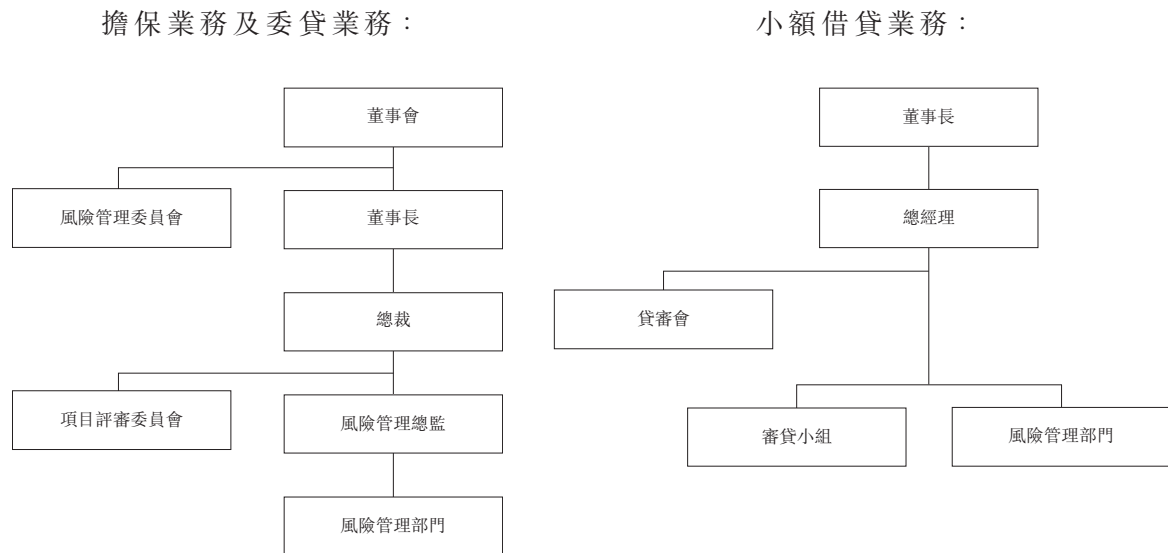 擔保業務及委貸業務：
董事會
風險管理委員會
董事長
總裁
項目評審委員會
風險管理總監
風險管理部門
小額借貸業務：
董事長
總經理
貸審會
審貸小組
風險管理部門